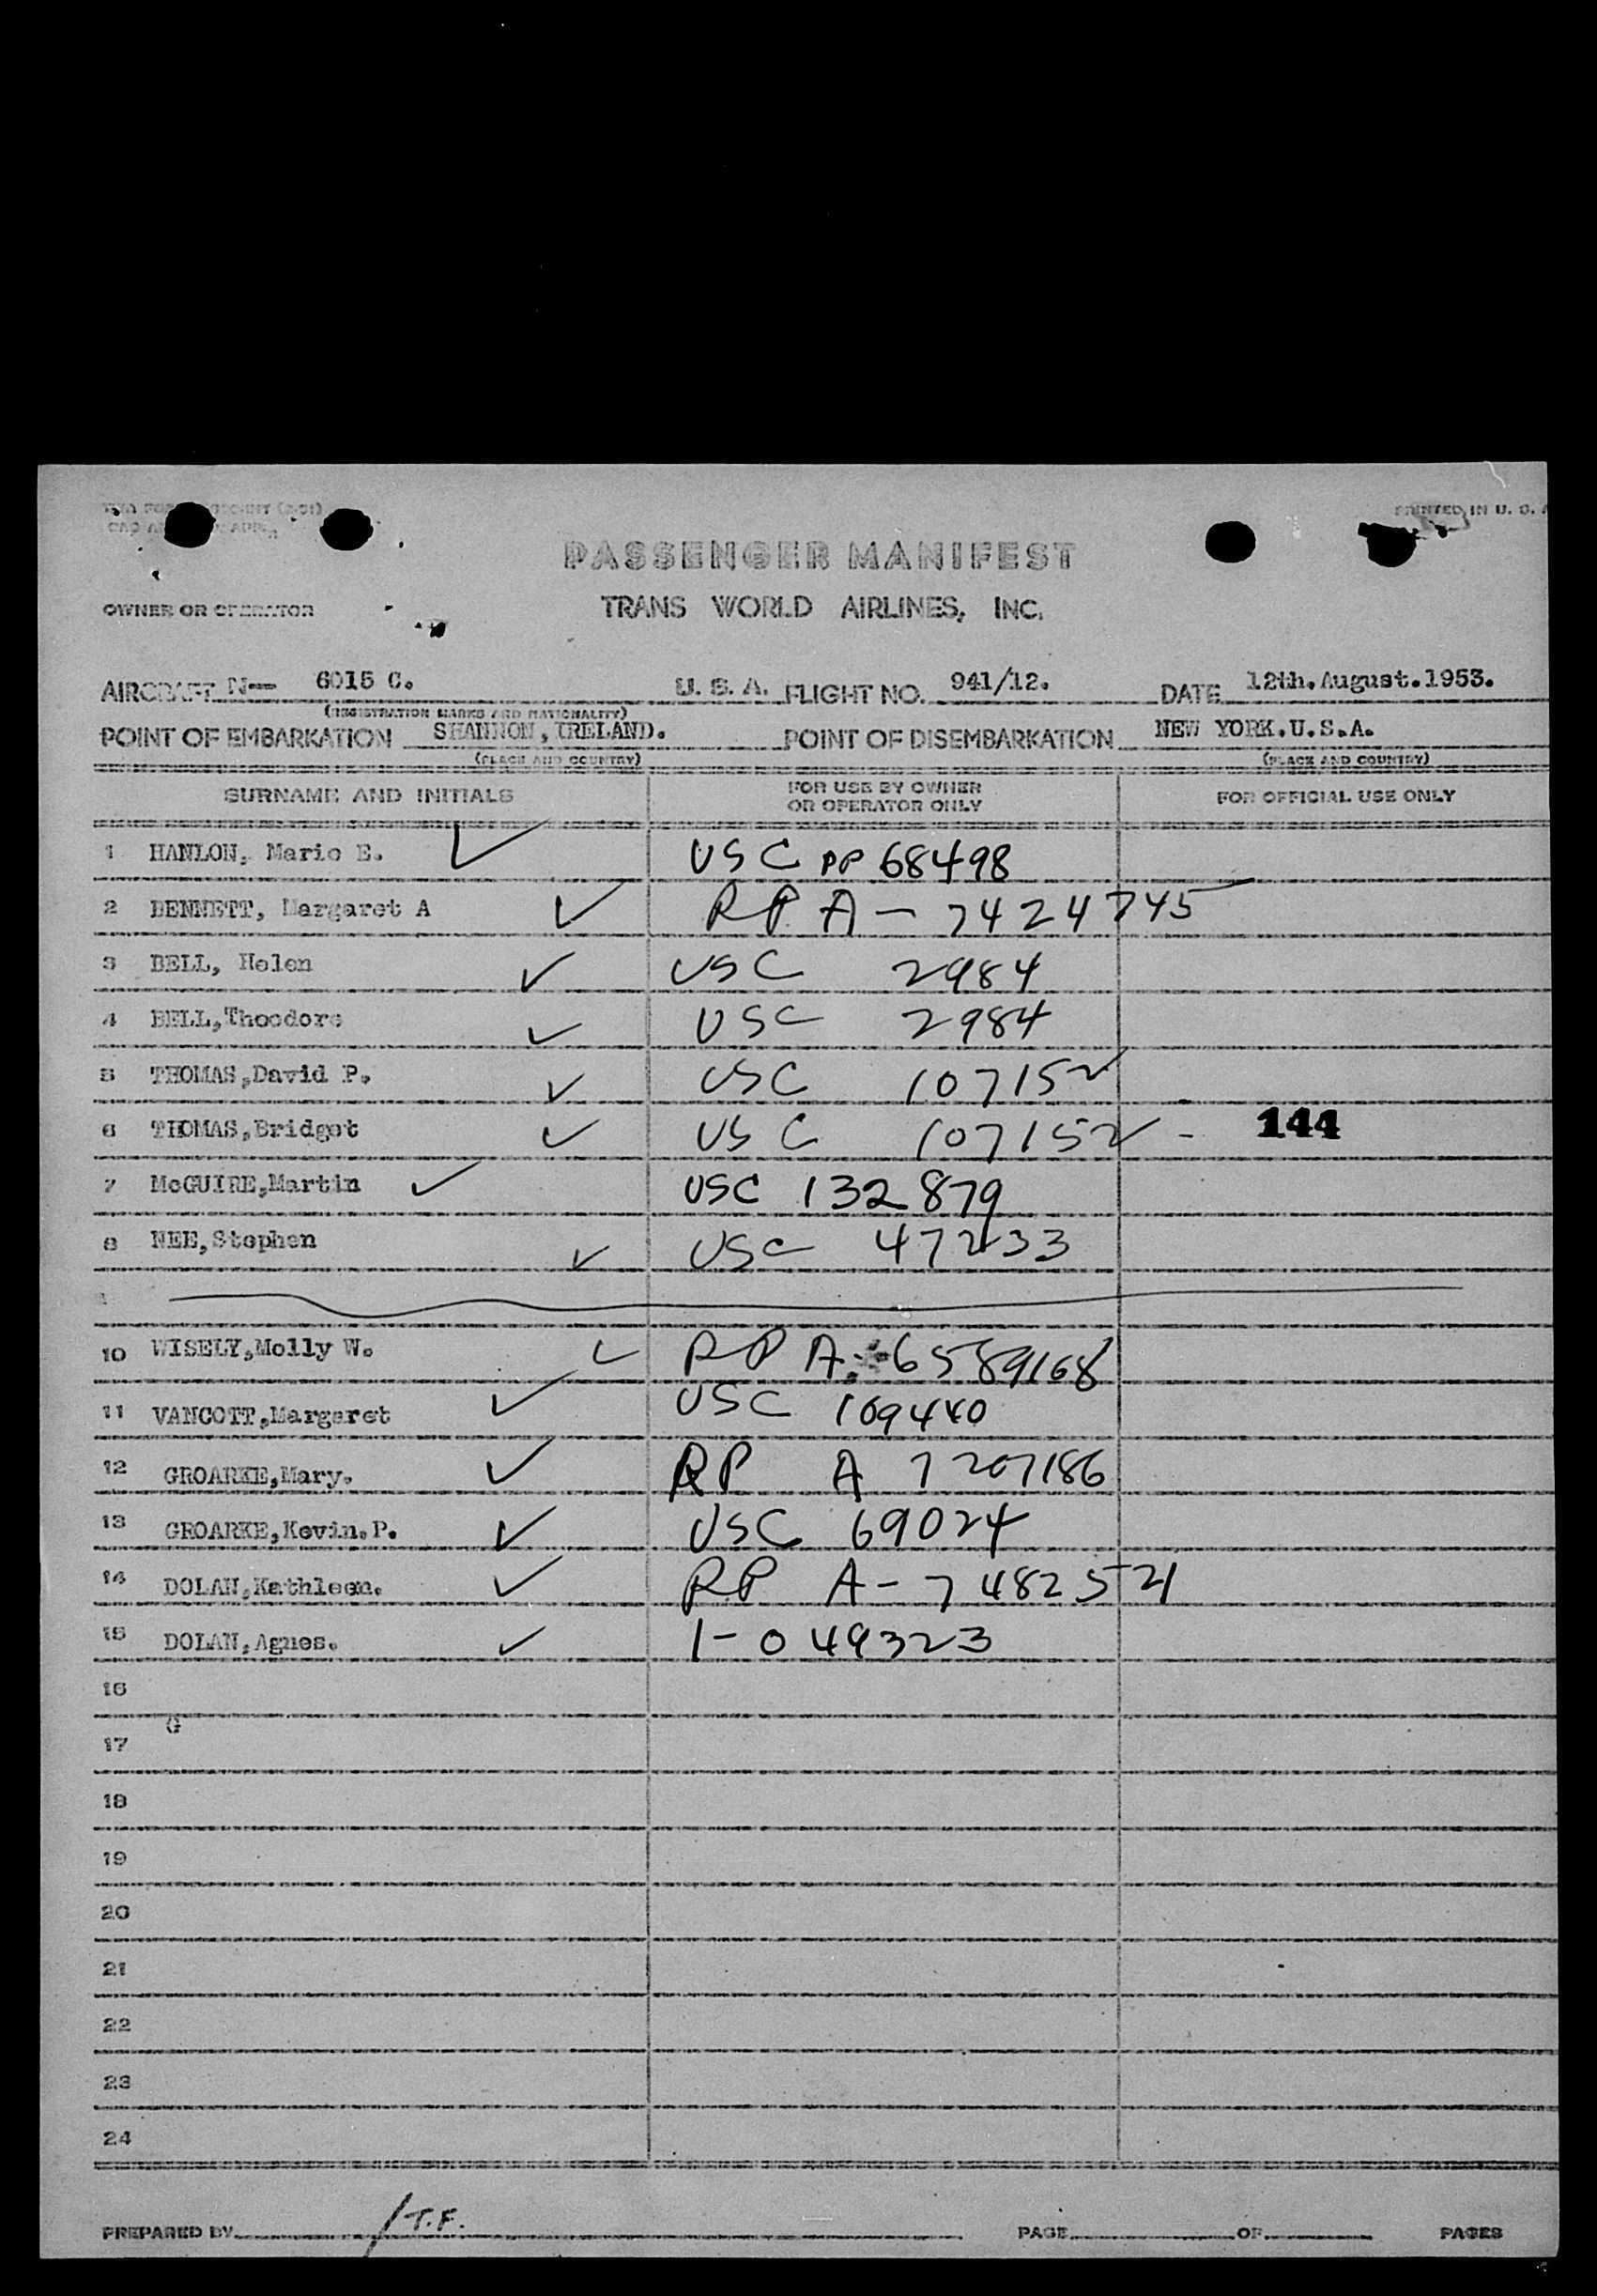 PRINTED IN U. S. A
PASSENGER MANIFEST
OWNER OR OPERATOR TRANS WORLD AIRLINES, INC.
AIRCRAFT N-- 6015 C. U. S. A. FLIGHT NO. 941/12. DATE 12th.August.1953.
(REGISTRATION MARKS AND NATIONALITY)
POINT OF EMBARKATION SHANNON,IRELAND. POINT OF DISEMBARKATION NEW YORK.U.S.A.
(PLACE AND COUNTRY) (PLACE AND COUNTRY)
SURNAME AND INITIALS FOR USE BY OWNER OR OPERATOR ONLY FOR OFFICIAL USE ONLY
1 HANLON, Marie E. ✓ USC PP 68498
2 BENNETT, Margaret A ✓ RP A - 7424745
3 BELL, Helen ✓ USC 2984
4 BELL,Theodore ✓ USC 2984
5 THOMAS,David P. ✓ USC 107152
6 THOMAS,Bridget ✓ USC 107152 - 144
7 McGUIRE,Martin ✓ USC 132879
8 NEE,Stephen ✓ USC 47233
10 WISELY,Molly W. ✓ RP A: 6589168
11 VANCOTT,Margaret ✓ USC 109440
12 GROARKE,Mary. ✓ RP A 7207186
13 GROARKE,Kevin.P. ✓ USC 69024
14 DOLAN,Kathleen. ✓ RP A - 7482521
15 DOLAN,Agnes. ✓ 1-049323
16
G
17
18
19
20
21
22
23
24
PREPARED BY /T.F. PAGE OF PAGES